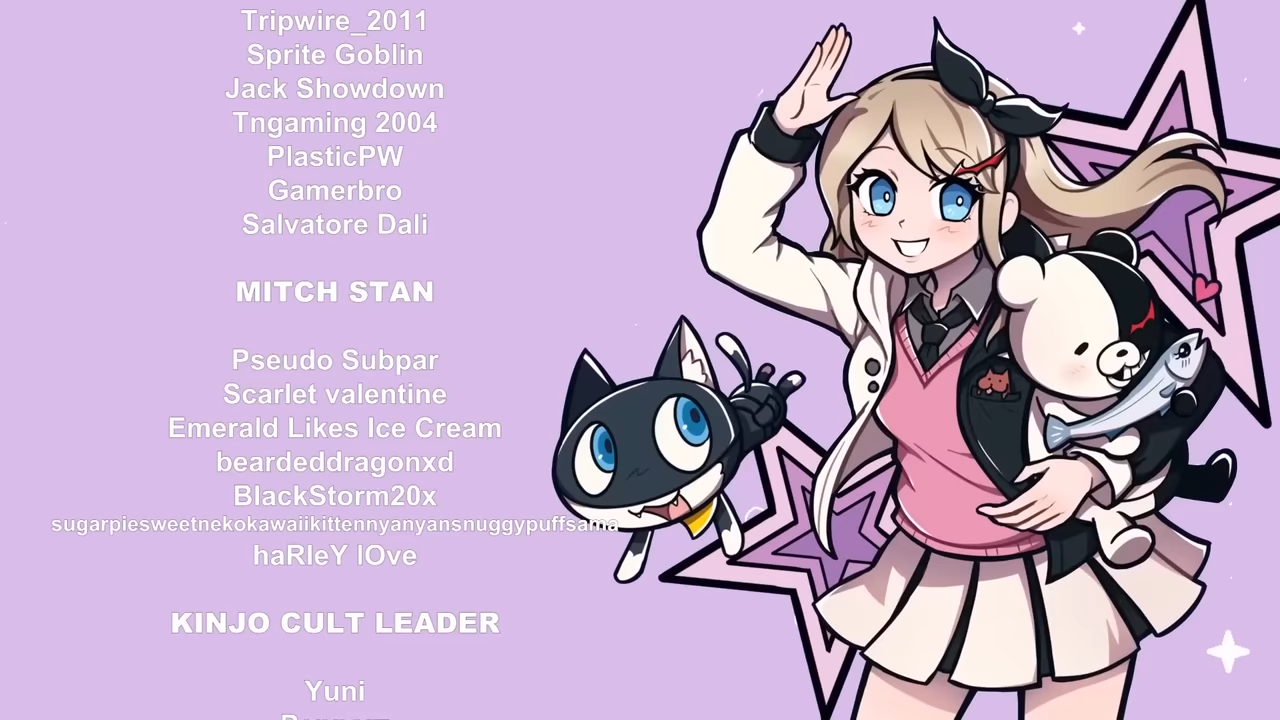 Tripwire_2011
Sprite Goblin
Jack Showdown
Tngaming 2004
PlasticPW
Gamerbro
Salvatore Dali
MITCH STAN
Pseudo Subpar
Scarlet valentine
Emerald Likes Ice Cream
beardeddragonxd
BlackStorm20x
sugarpiesweetnekokawaiikittennyanyansnuggypuffsama
haRleY lOve
KINJO CULT LEADER
Yuni